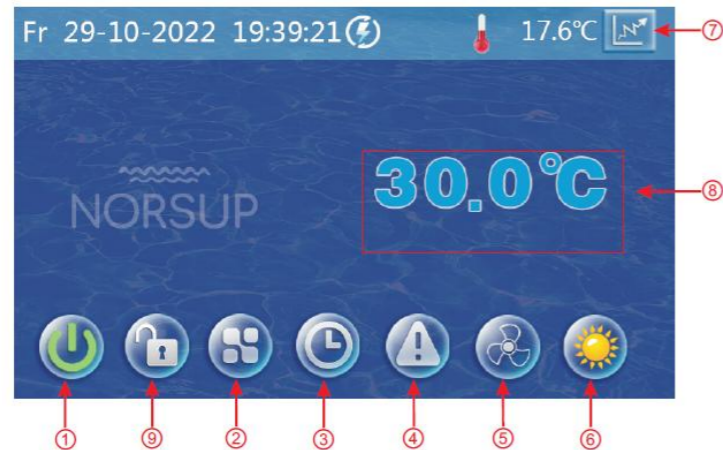 Fr 29-10-2022 19:39:21 17.6℃ ⑦
30.0℃ ⑧
NORSUP
① ⑨ ② ③ ④ ⑤ ⑥